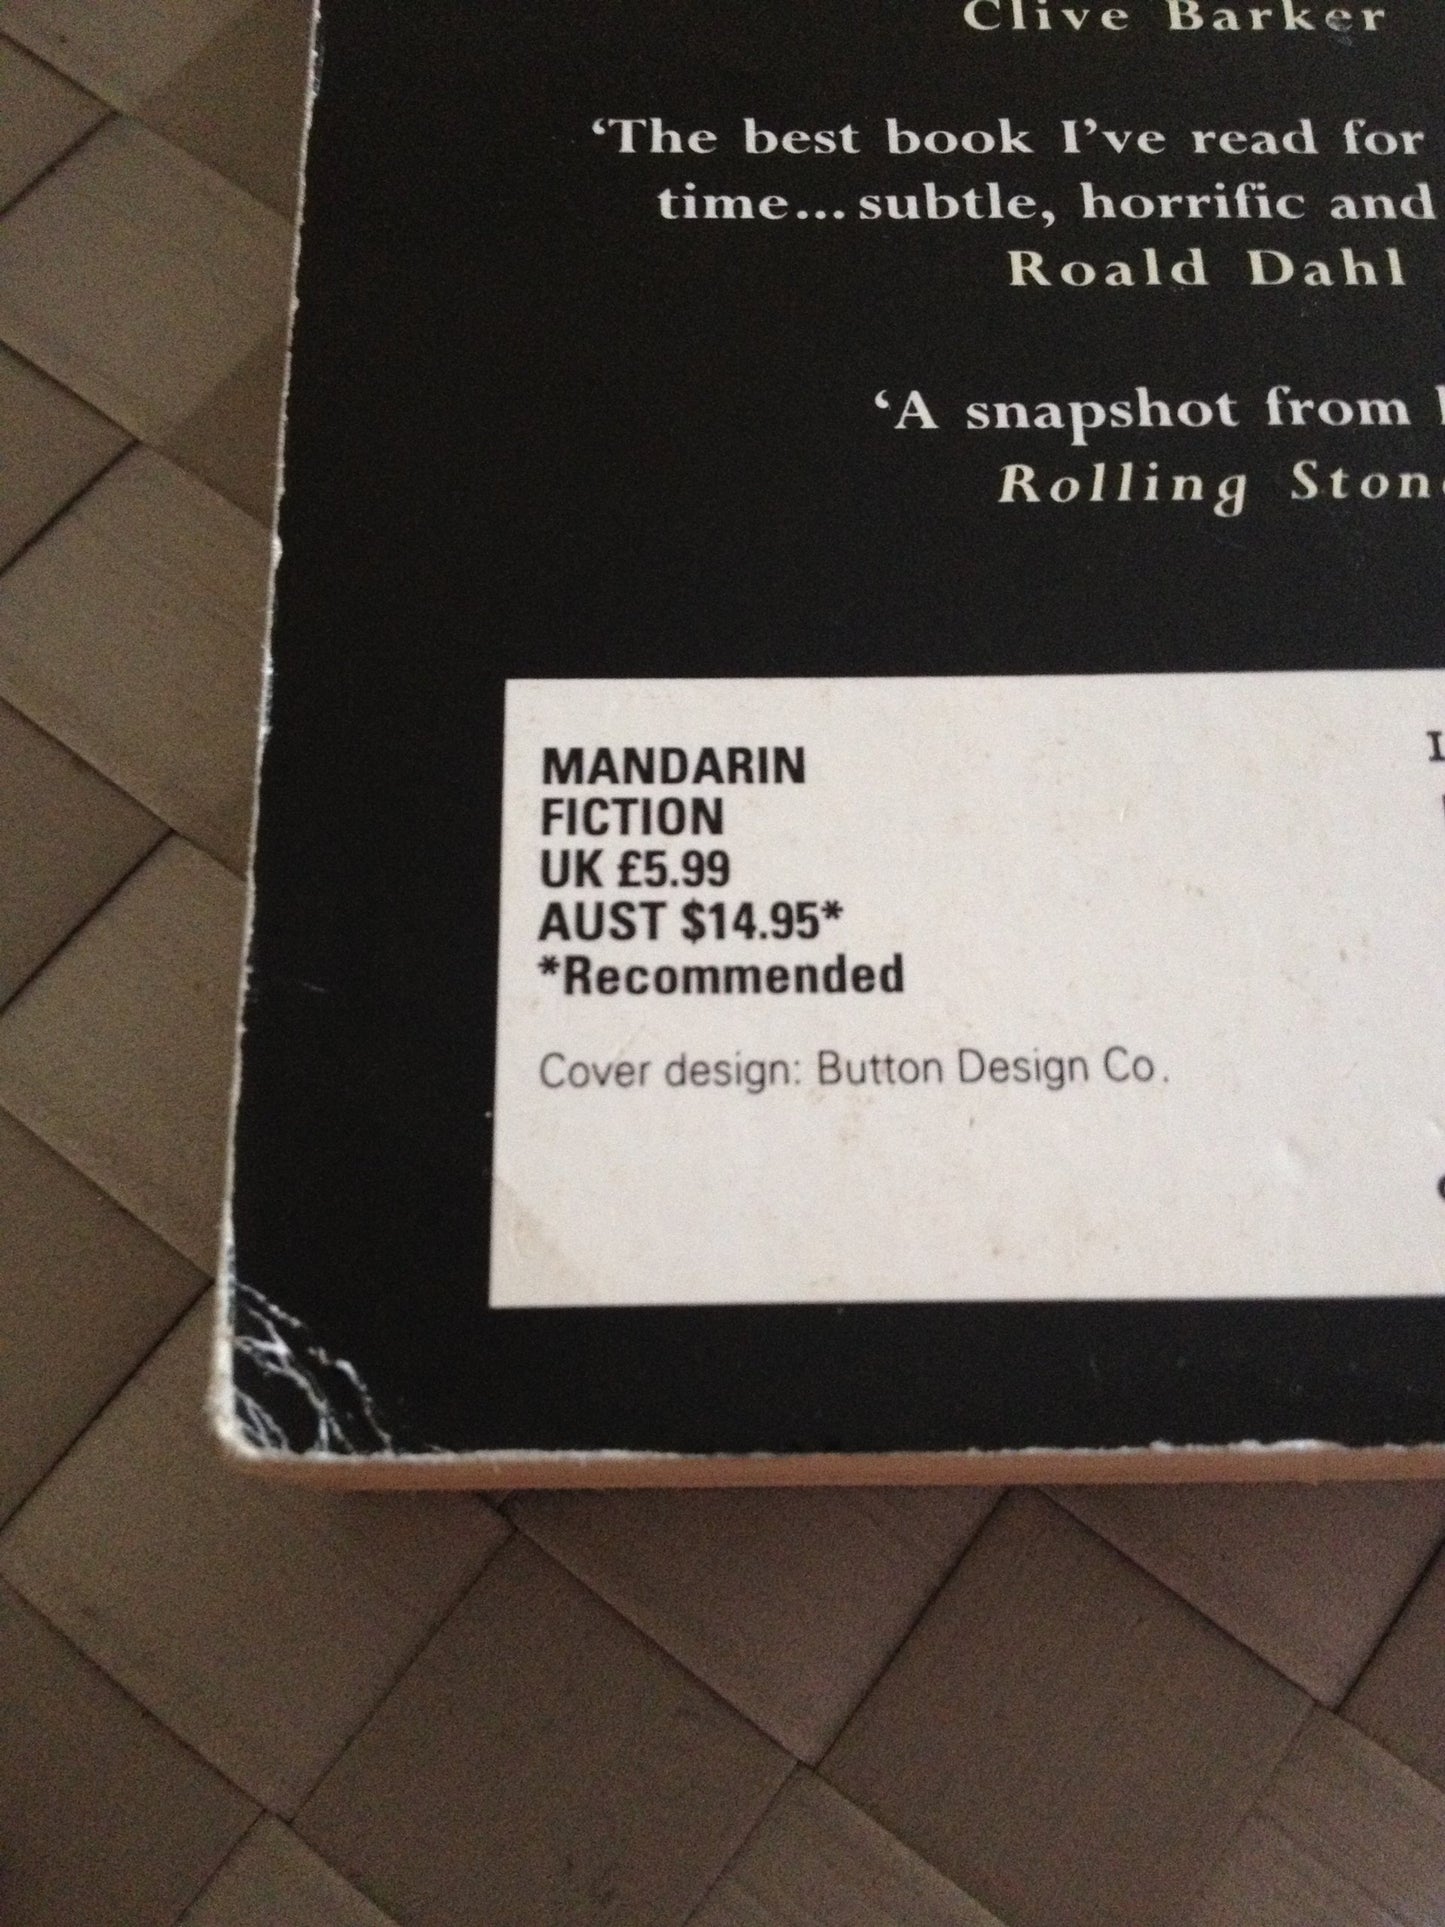 Clive Barker
‘The best book I’ve read for
time... subtle, horrific and
Roald Dahl
‘A snapshot from
Rolling
MANDARIN
FICTION
UK £5.99
AUST $14.95*
*Recommended
Cover design: Button Design Co.